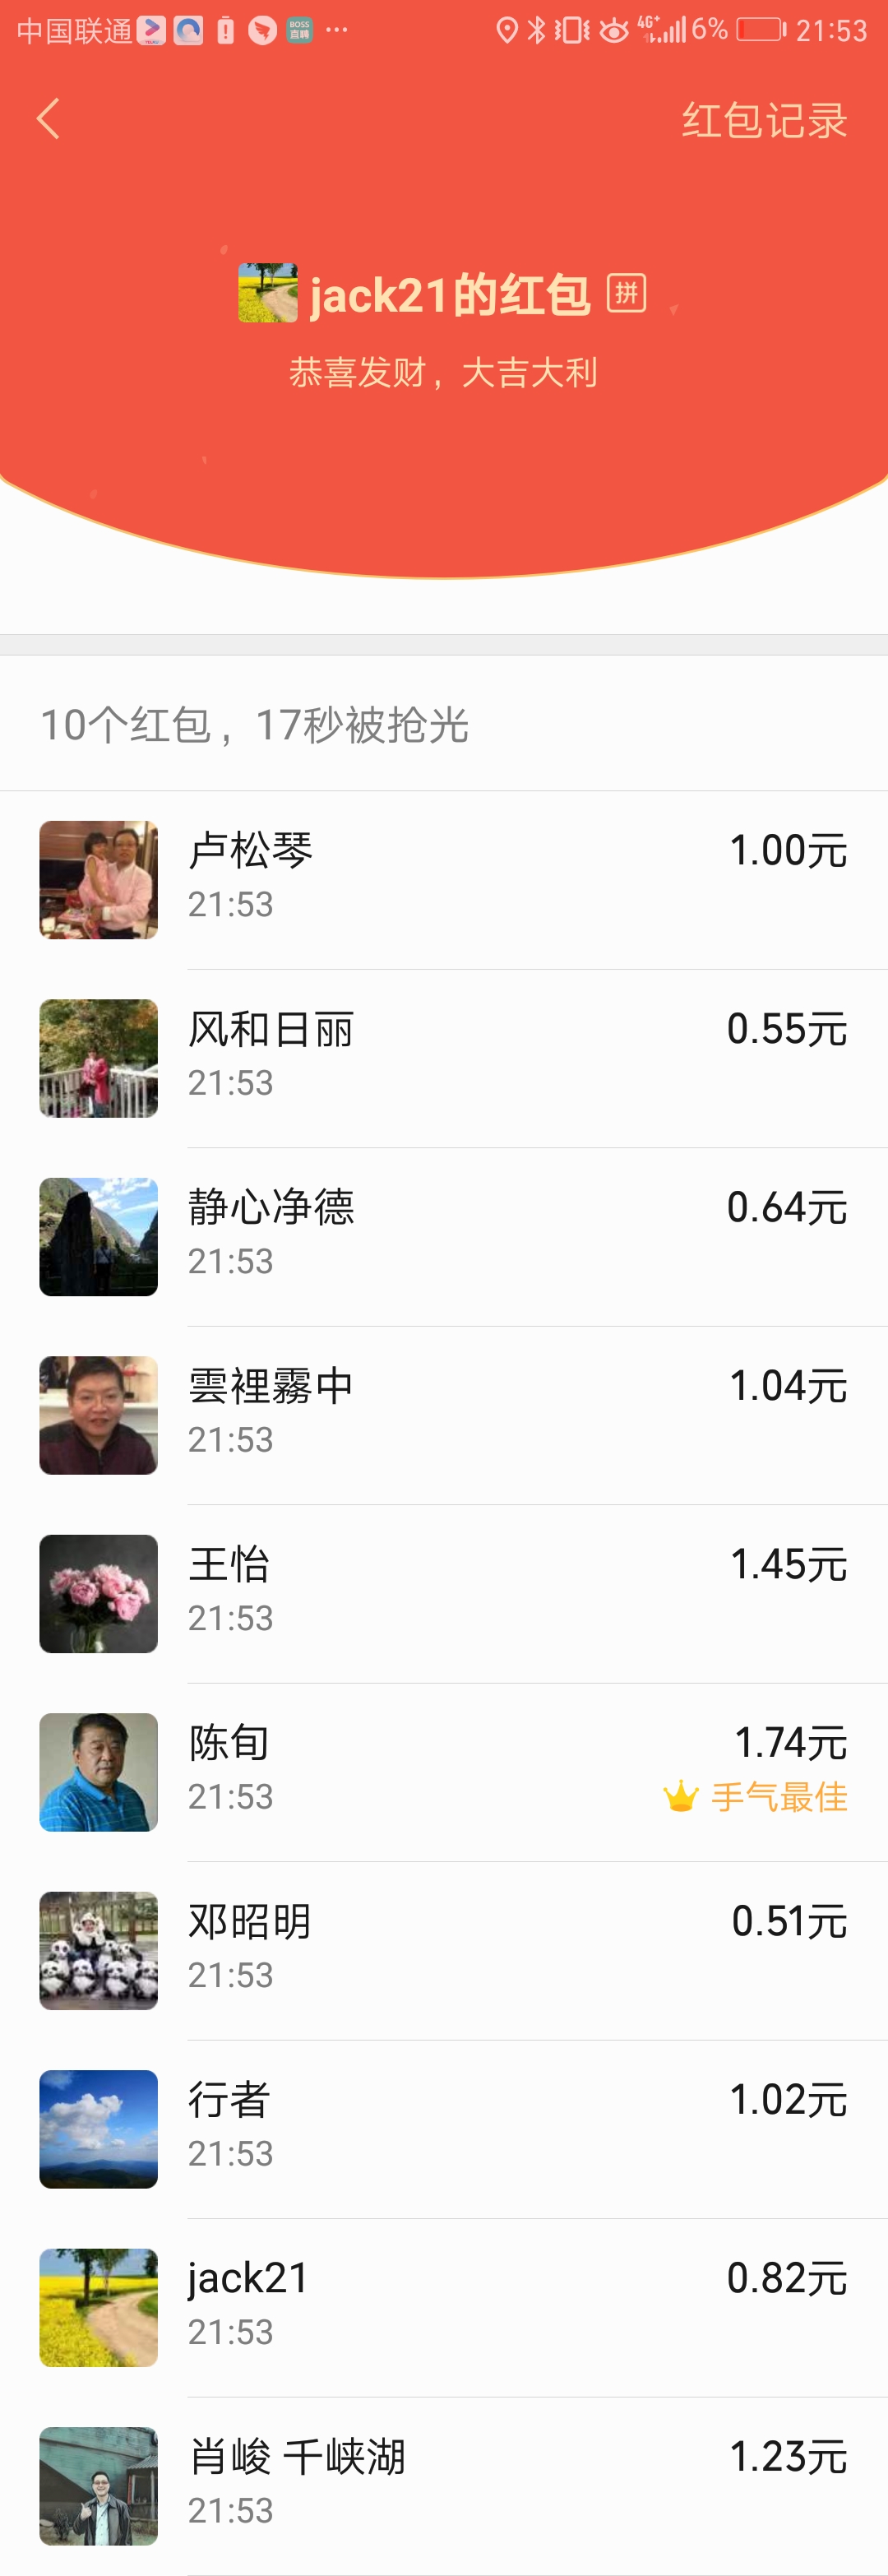 中国联通 BOSS直聘 ··· 4G+ 6% 21:53
红包记录
jack21的红包 拼
恭喜发财，大吉大利
10个红包，17秒被抢光
卢松琴 1.00元
21:53
风和日丽 0.55元
21:53
静心净德 0.64元
21:53
雲裡霧中 1.04元
21:53
王怡 1.45元
21:53
陈旬 1.74元
21:53 手气最佳
邓昭明 0.51元
21:53
行者 1.02元
21:53
jack21 0.82元
21:53
肖峻 千峡湖 1.23元
21:53